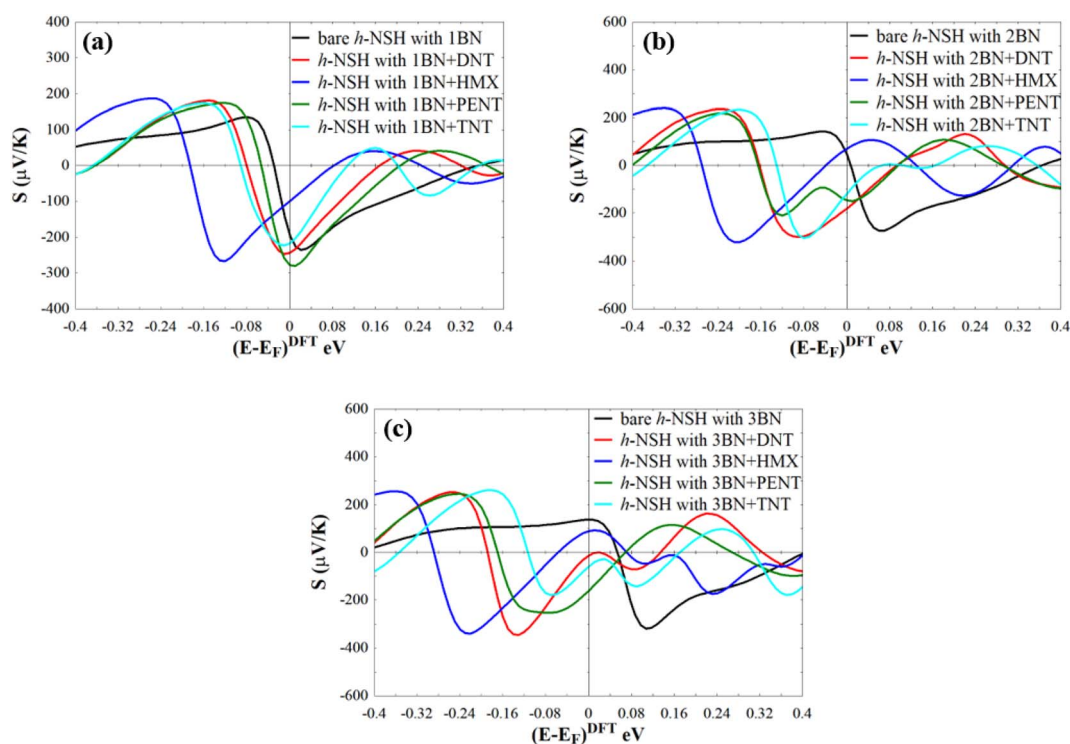 (a)
bare h-NSH with 1BN
h-NSH with 1BN+DNT
h-NSH with 1BN+HMX
h-NSH with 1BN+PENT
h-NSH with 1BN+TNT
S (μV/K)
400
300
200
100
0
-100
-200
-300
-400
-0.4 -0.32 -0.24 -0.16 -0.08 0 0.08 0.16 0.24 0.32 0.4
(E-EF)DFT eV
(b)
bare h-NSH with 2BN
h-NSH with 2BN+DNT
h-NSH with 2BN+HMX
h-NSH with 2BN+PENT
h-NSH with 2BN+TNT
S (μV/K)
600
400
200
0
-200
-400
-600
-0.4 -0.32 -0.24 -0.16 -0.08 0 0.08 0.16 0.24 0.32 0.4
(E-EF)DFT eV
(c)
bare h-NSH with 3BN
h-NSH with 3BN+DNT
h-NSH with 3BN+HMX
h-NSH with 3BN+PENT
h-NSH with 3BN+TNT
S (μV/K)
600
400
200
0
-200
-400
-600
-0.4 -0.32 -0.24 -0.16 -0.08 0 0.08 0.16 0.24 0.32 0.4
(E-EF)DFT eV